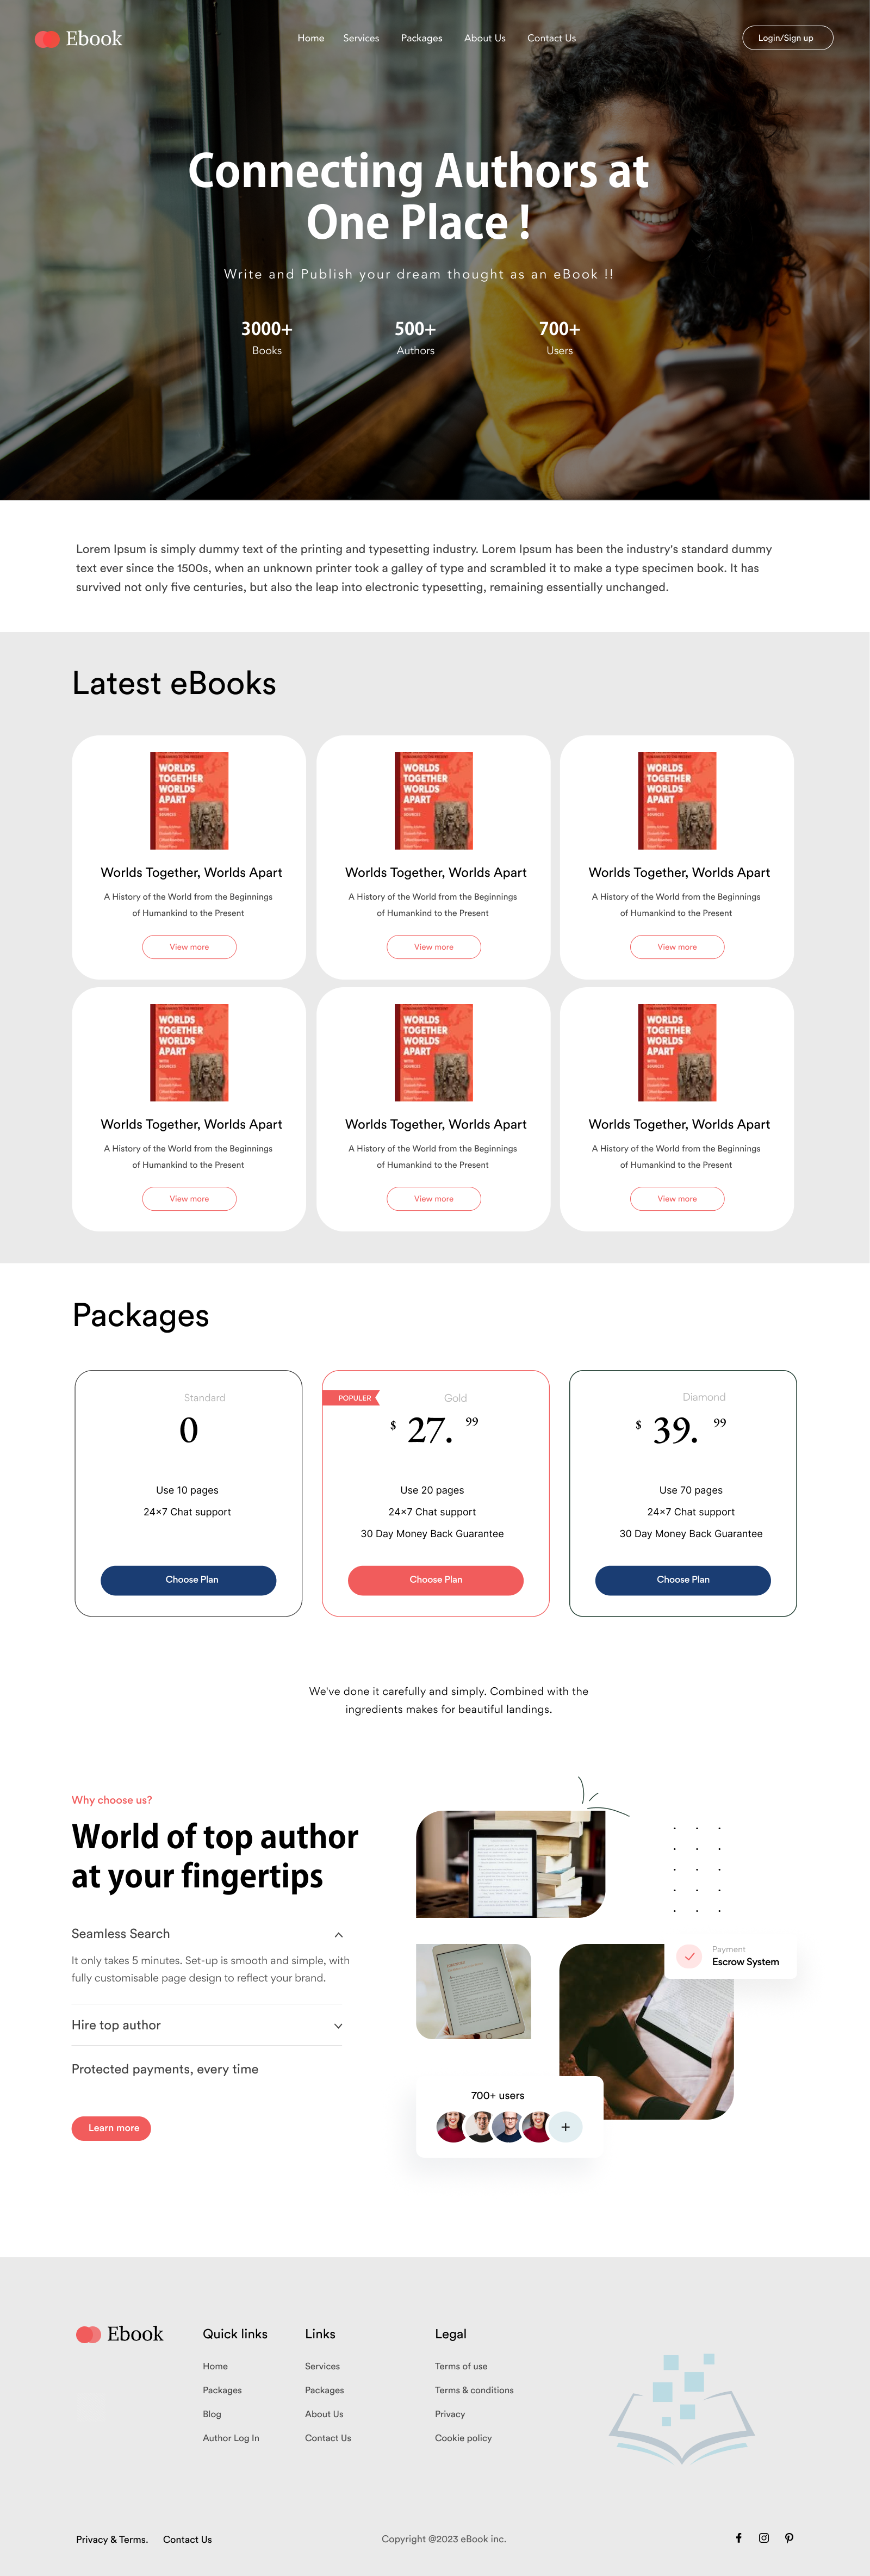 Ebook
Home Services Packages About Us Contact Us
Login/Sign up
Connecting Authors at
One Place !
Write and Publish your dream thought as an eBook !!
3000+ 500+ 700+
Books Authors Users
Lorem Ipsum is simply dummy text of the printing and typesetting industry. Lorem Ipsum has been the industry's standard dummy
text ever since the 1500s, when an unknown printer took a galley of type and scrambled it to make a type specimen book. It has
survived not only five centuries, but also the leap into electronic typesetting, remaining essentially unchanged.
Latest eBooks
WORLDS
TOGETHER
WORLDS
APART
WITH
SOURCES
Worlds Together, Worlds Apart
A History of the World from the Beginnings
of Humankind to the Present
View more
WORLDS
TOGETHER
WORLDS
APART
WITH
SOURCES
Worlds Together, Worlds Apart
A History of the World from the Beginnings
of Humankind to the Present
View more
WORLDS
TOGETHER
WORLDS
APART
WITH
SOURCES
Worlds Together, Worlds Apart
A History of the World from the Beginnings
of Humankind to the Present
View more
WORLDS
TOGETHER
WORLDS
APART
WITH
SOURCES
Worlds Together, Worlds Apart
A History of the World from the Beginnings
of Humankind to the Present
View more
WORLDS
TOGETHER
WORLDS
APART
WITH
SOURCES
Worlds Together, Worlds Apart
A History of the World from the Beginnings
of Humankind to the Present
View more
WORLDS
TOGETHER
WORLDS
APART
WITH
SOURCES
Worlds Together, Worlds Apart
A History of the World from the Beginnings
of Humankind to the Present
View more
Packages
Standard
0
Use 10 pages
24×7 Chat support
Choose Plan
POPULER
Gold
$ 27. 99
Use 20 pages
24×7 Chat support
30 Day Money Back Guarantee
Choose Plan
Diamond
$ 39. 99
Use 70 pages
24×7 Chat support
30 Day Money Back Guarantee
Choose Plan
We've done it carefully and simply. Combined with the
ingredients makes for beautiful landings.
Why choose us?
World of top author
at your fingertips
Seamless Search
It only takes 5 minutes. Set-up is smooth and simple, with
fully customisable page design to reflect your brand.
Hire top author
Protected payments, every time
Learn more
Payment
Escrow System
700+ users
+
Ebook
Quick links
Home
Packages
Blog
Author Log In
Links
Services
Packages
About Us
Contact Us
Legal
Terms of use
Terms & conditions
Privacy
Cookie policy
Privacy & Terms. Contact Us
Copyright @2023 eBook inc.